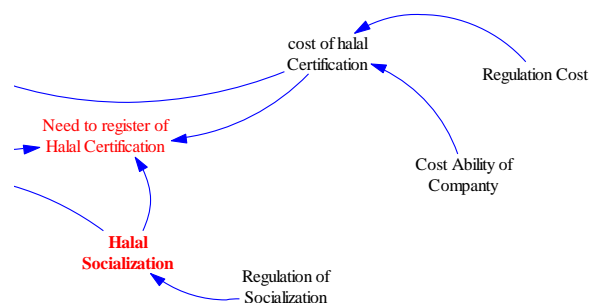 cost of halal
Certification
Regulation Cost
Need to register of
Halal Certification
Cost Ability of
Companty
Halal
Socialization
Regulation of
Socialization